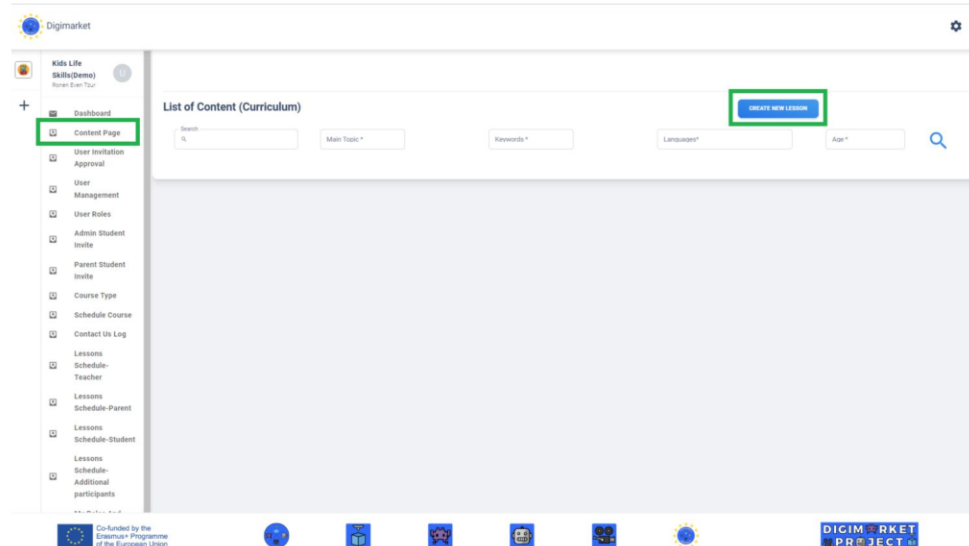 Digimarket
Kids Life
Skills(Demo)
U
Ronen Even Tzur
Dashboard
Content Page
User Invitation
Approval
User
Management
User Roles
Admin Student
Invite
Parent Student
Invite
Course Type
Schedule Course
Contact Us Log
Lessons
Schedule-
Teacher
Lessons
Schedule-Parent
Lessons
Schedule-Student
Lessons
Schedule-
Additional
participants
List of Content (Curriculum)
CREATE NEW LESSON
Search
Main Topic *
Keywords *
Languages*
Age *
Co-funded by the
Erasmus+ Programme
of the European Union
DIGIMARKET
PROJECT